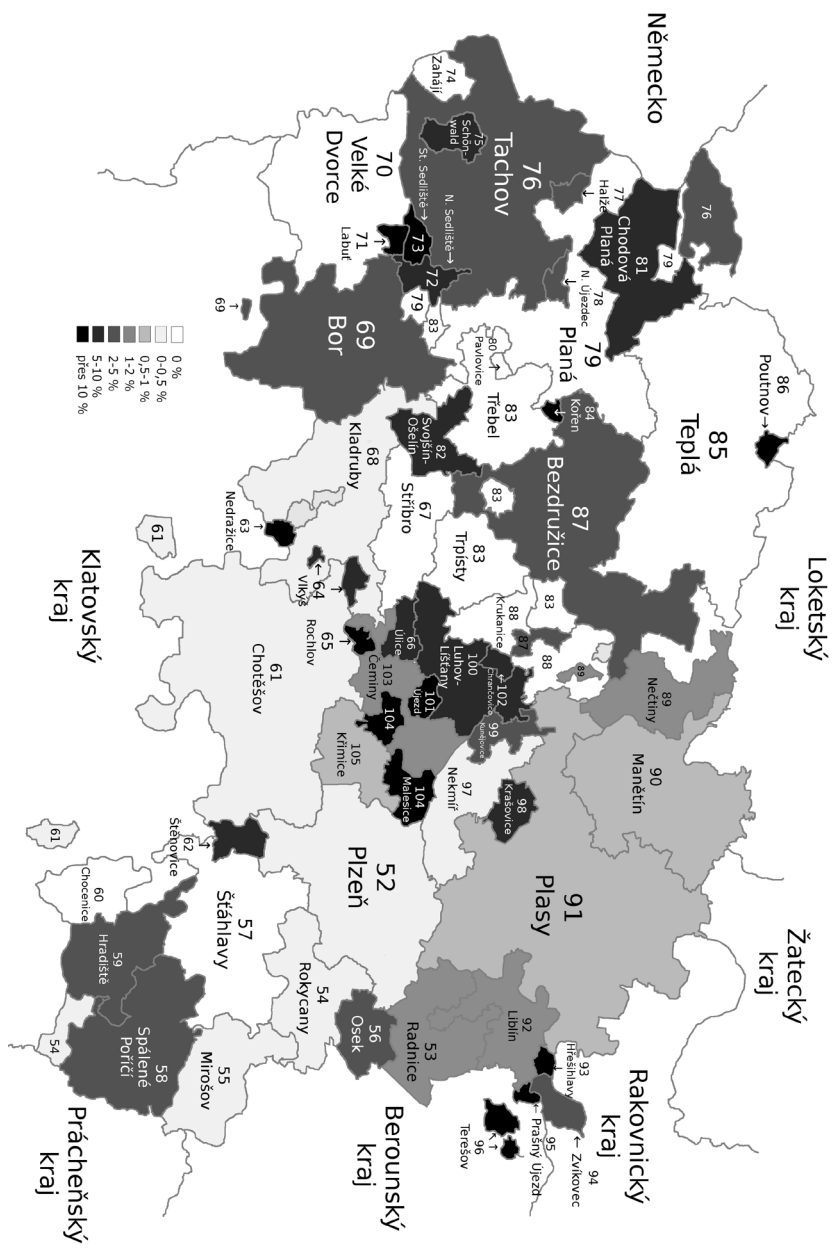 Německo
Loketský
kraj
Žatecký
kraj
Rakovnický
kraj
Berounský
kraj
Prácheňský
kraj
Klatovský
kraj
76
81
Chodová
Planá
79
77
Halže
↓
78
N. Újezdec
↓
79
Planá
86
Poutnov→
85
Teplá
84
Kořen
↓
87
Bezdružice
76
Tachov
74
Zahájí
75
Schön-
wald
St. Sedliště→
N. Sedliště→
73
72
71
Labuť
↑
70
Velké
Dvorce
79
83
80
Pavlovice
→
83
Třebel
82
Svojšín-
Ošelín
69
Bor
69
↑
68
Kladruby
67
Stříbro
83
83
Trpísty
83
88
Krukanice
87
88
89
89
Nečtiny
90
Manětín
91
Plasy
63
Nedražice
↑
←64→
Vlkýš
65
Rochlov
↑
66
Úlice
100
Luhov-
Líšťany
←102
Chrančovice
99
Kunějovice
101
Újezd
103
Čeminy
104
104
Malesice
105
Křimice
97
Nekmíř
98
Krašovice
61
61
Chotěšov
61
62
Štěnovice
↑
52
Plzeň
57
Šťáhlavy
60
Chocenice
59
Hradiště
58
Spálené
Poříčí
54
54
Rokycany
55
Mirošov
56
Osek
53
Radnice
92
Liblín
93
Hřešihlavy
↓
94
← Zvíkovec
95
← Prašný Újezd
96
Terešov
0 %
0-0,5 %
0,5-1 %
1-2 %
2-5 %
5-10 %
přes 10 %